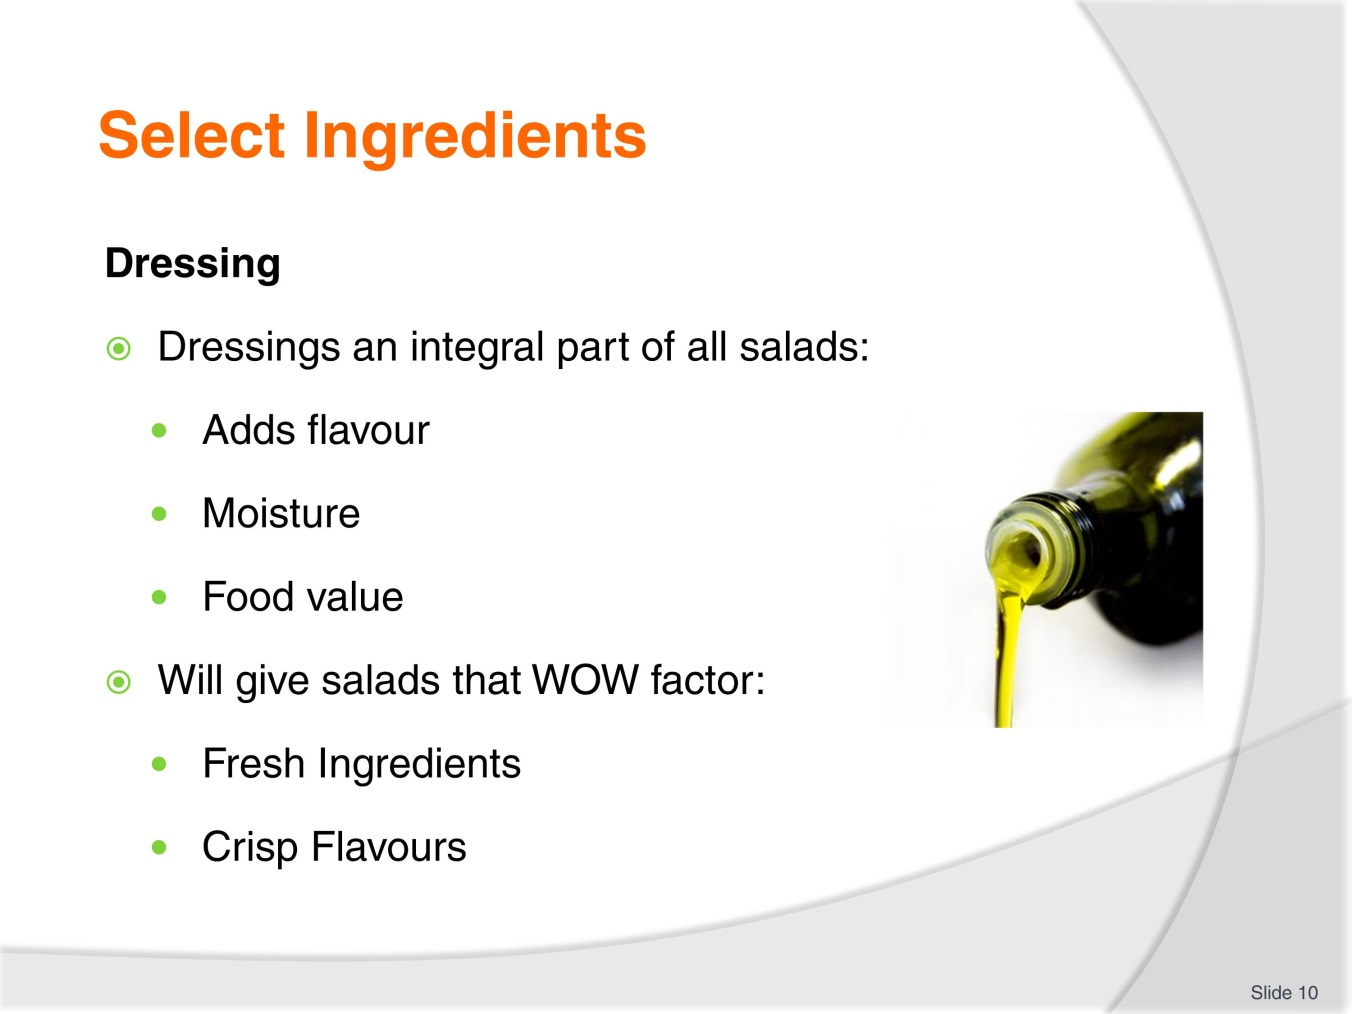 Select Ingredients
Dressing
Dressings an integral part of all salads:
Adds flavour
Moisture
Food value
Will give salads that WOW factor:
Fresh Ingredients
Crisp Flavours
Slide 10